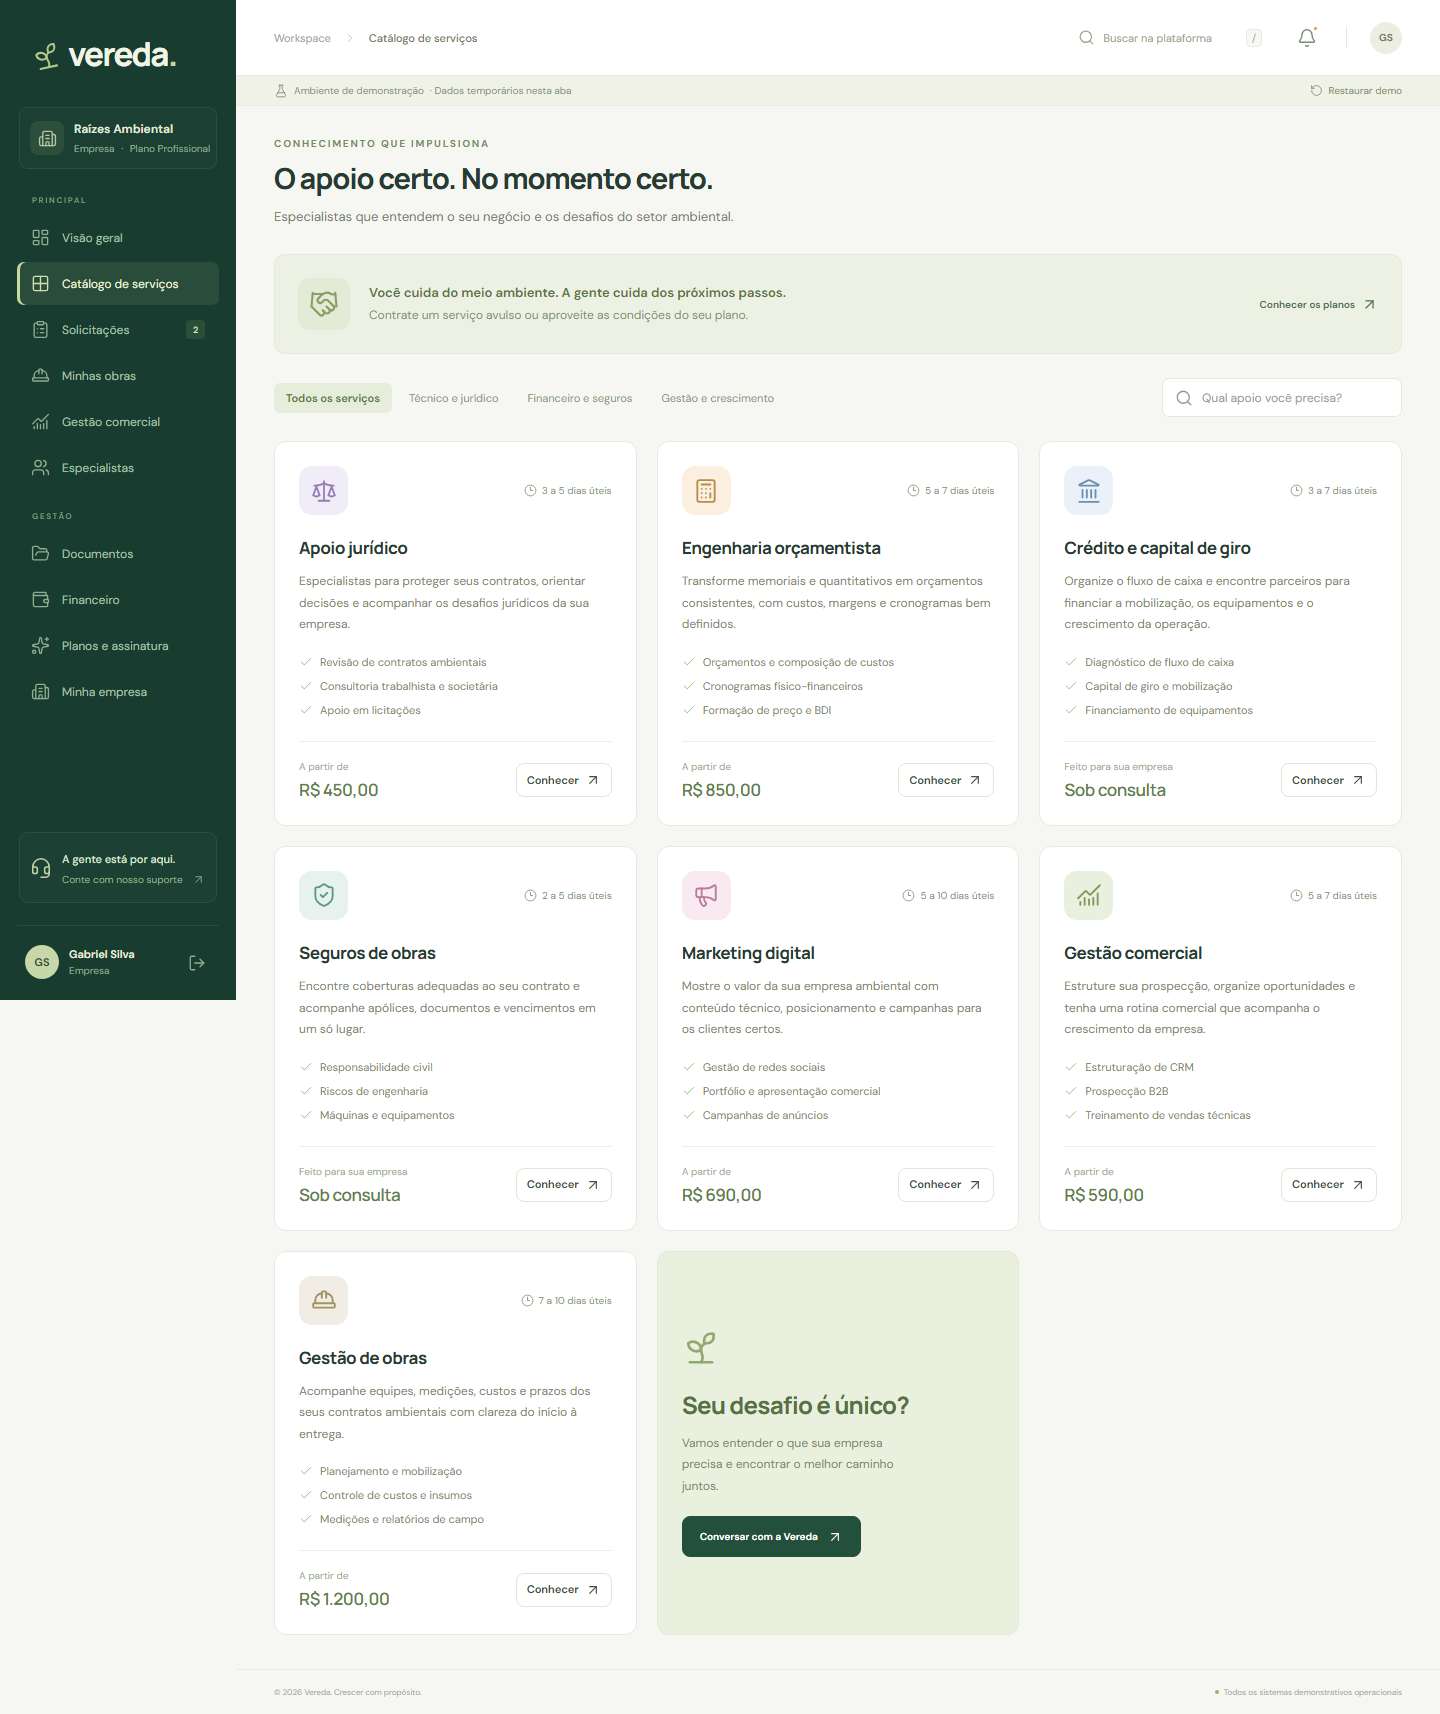 vereda.
Raízes Ambiental
Empresa · Plano Profissional
PRINCIPAL
Visão geral
Catálogo de serviços
Solicitações 2
Minhas obras
Gestão comercial
Especialistas
GESTÃO
Documentos
Financeiro
Planos e assinatura
Minha empresa
A gente está por aqui.
Conte com nosso suporte
GS
Gabriel Silva
Empresa
Workspace Catálogo de serviços
Buscar na plataforma /
GS
Ambiente de demonstração · Dados temporários nesta aba
Restaurar demo
CONHECIMENTO QUE IMPULSIONA
O apoio certo. No momento certo.
Especialistas que entendem o seu negócio e os desafios do setor ambiental.
Você cuida do meio ambiente. A gente cuida dos próximos passos.
Contrate um serviço avulso ou aproveite as condições do seu plano.
Conhecer os planos
Todos os serviços Técnico e jurídico Financeiro e seguros Gestão e crescimento
Qual apoio você precisa?
3 a 5 dias úteis
Apoio jurídico
Especialistas para proteger seus contratos, orientar
decisões e acompanhar os desafios jurídicos da sua
empresa.
Revisão de contratos ambientais
Consultoria trabalhista e societária
Apoio em licitações
A partir de
R$ 450,00
Conhecer
5 a 7 dias úteis
Engenharia orçamentista
Transforme memoriais e quantitativos em orçamentos
consistentes, com custos, margens e cronogramas bem
definidos.
Orçamentos e composição de custos
Cronogramas físico-financeiros
Formação de preço e BDI
A partir de
R$ 850,00
Conhecer
3 a 7 dias úteis
Crédito e capital de giro
Organize o fluxo de caixa e encontre parceiros para
financiar a mobilização, os equipamentos e o
crescimento da operação.
Diagnóstico de fluxo de caixa
Capital de giro e mobilização
Financiamento de equipamentos
Feito para sua empresa
Sob consulta
Conhecer
2 a 5 dias úteis
Seguros de obras
Encontre coberturas adequadas ao seu contrato e
acompanhe apólices, documentos e vencimentos em
um só lugar.
Responsabilidade civil
Riscos de engenharia
Máquinas e equipamentos
Feito para sua empresa
Sob consulta
Conhecer
5 a 10 dias úteis
Marketing digital
Mostre o valor da sua empresa ambiental com
conteúdo técnico, posicionamento e campanhas para
os clientes certos.
Gestão de redes sociais
Portfólio e apresentação comercial
Campanhas de anúncios
A partir de
R$ 690,00
Conhecer
5 a 7 dias úteis
Gestão comercial
Estruture sua prospecção, organize oportunidades e
tenha uma rotina comercial que acompanha o
crescimento da empresa.
Estruturação de CRM
Prospecção B2B
Treinamento de vendas técnicas
A partir de
R$ 590,00
Conhecer
7 a 10 dias úteis
Gestão de obras
Acompanhe equipes, medições, custos e prazos dos
seus contratos ambientais com clareza do início à
entrega.
Planejamento e mobilização
Controle de custos e insumos
Medições e relatórios de campo
A partir de
R$ 1.200,00
Conhecer
Seu desafio é único?
Vamos entender o que sua empresa
precisa e encontrar o melhor caminho
juntos.
Conversar com a Vereda
© 2026 Vereda. Crescer com propósito.
Todos os sistemas demonstrativos operacionais